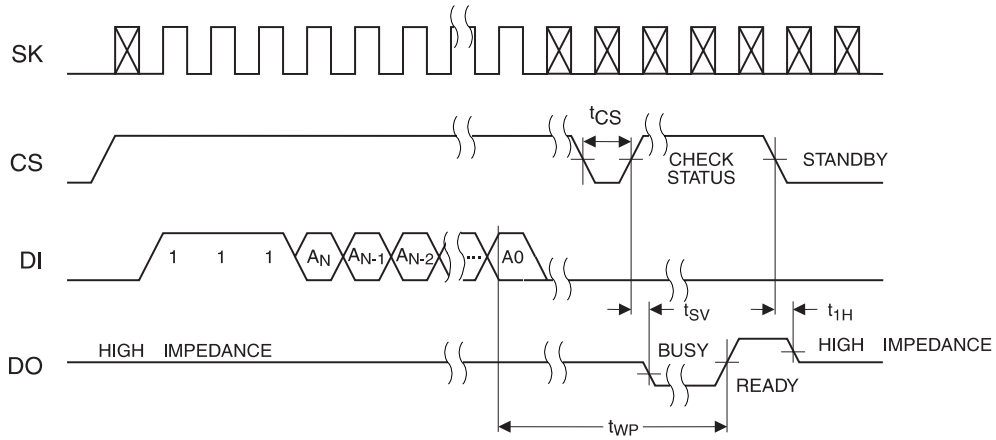 SK
tCS
CS
CHECK STANDBY
STATUS
DI 1 1 1 AN AN-1 AN-2 ... A0
tSV t1H
HIGH IMPEDANCE BUSY HIGH IMPEDANCE
DO
READY
tWP